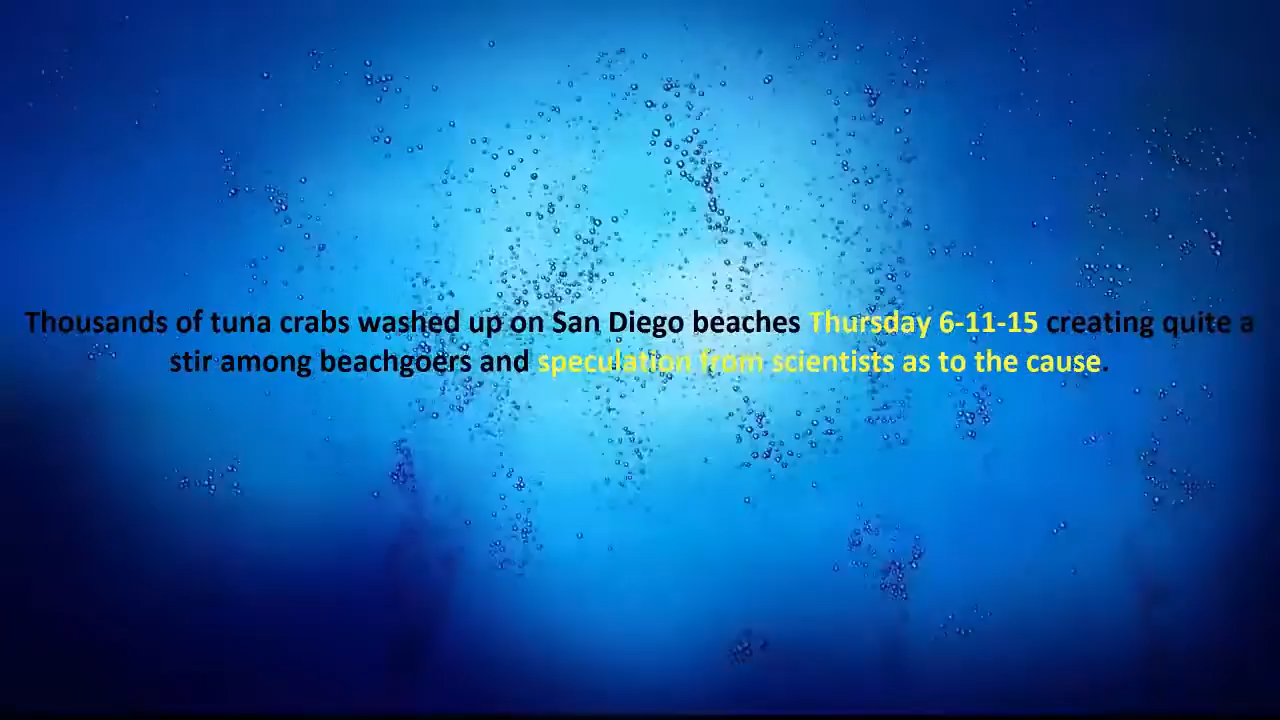 Thousands of tuna crabs washed up on San Diego beaches Thursday 6-11-15 creating quite a
stir among beachgoers and speculation from scientists as to the cause.